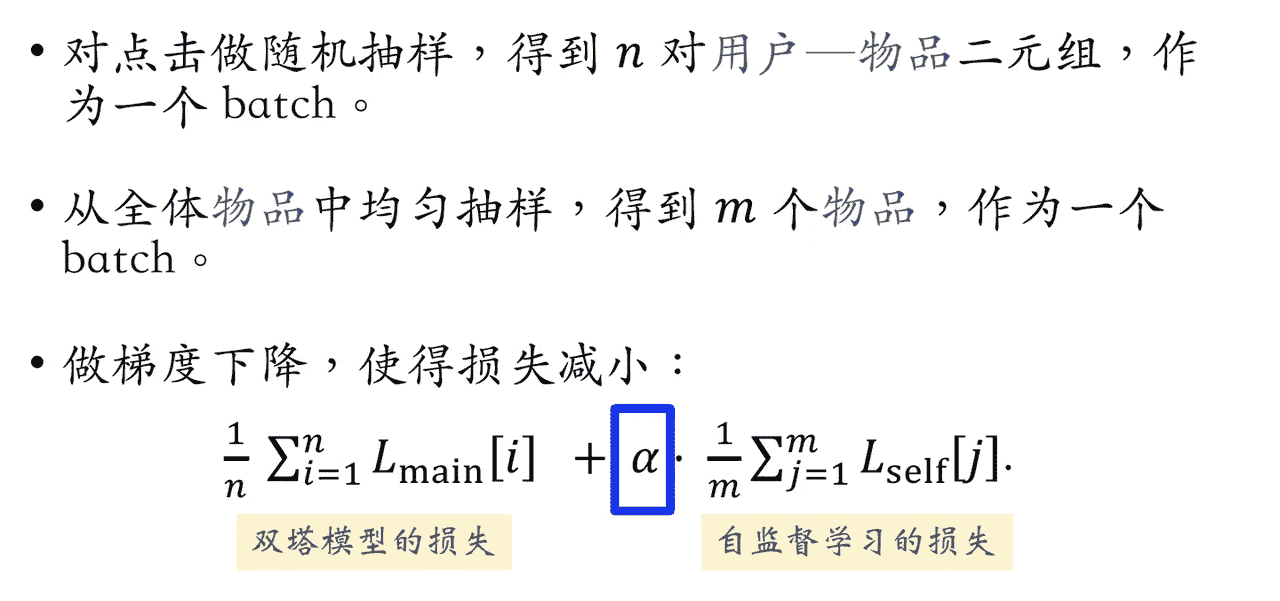 • 对点击做随机抽样，得到 n 对用户—物品二元组，作
为一个 batch。
• 从全体物品中均匀抽样，得到 m 个物品，作为一个
batch。
• 做梯度下降，使得损失减小：
1/n ∑_{i=1}^{n} L_main[i] + α · 1/m ∑_{j=1}^{m} L_self[j].
双塔模型的损失 自监督学习的损失